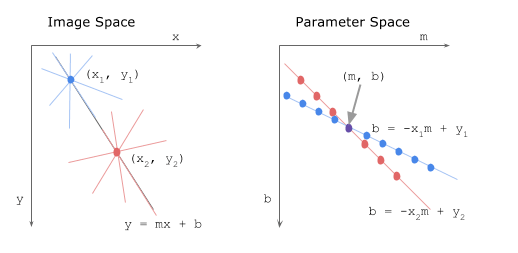 Image Space
x
(x₁, y₁)
(x₂, y₂)
y
y = mx + b
Parameter Space
m
(m, b)
b = -x₁m + y₁
b
b = -x₂m + y₂